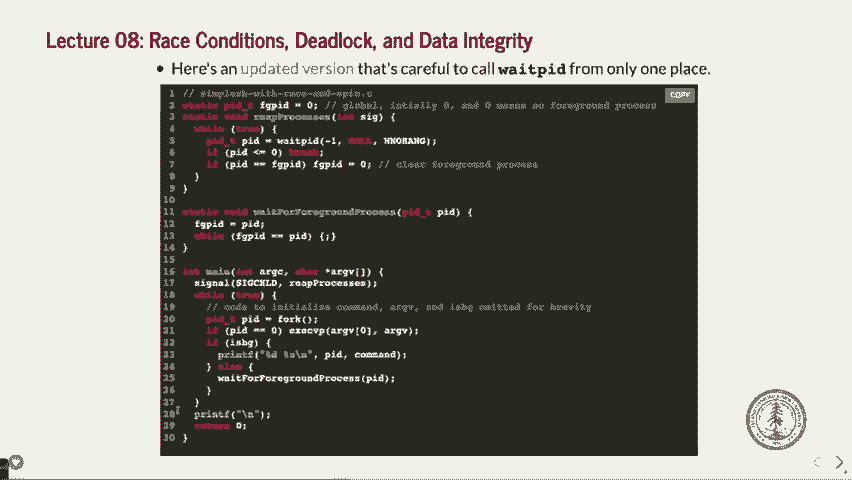 Lecture 08: Race Conditions, Deadlock, and Data Integrity
• Here's an updated version that's careful to call waitpid from only one place.
COPY
1 // simplesh-with-race-and-spin.c
2 static pid_t fgpid = 0; // global, intially 0, and 0 means no foreground process
3 static void reapProcesses(int sig) {
4 while (true) {
5 pid_t pid = waitpid(-1, NULL, WNOHANG);
6 if (pid <= 0) break;
7 if (pid == fgpid) fgpid = 0; // clear foreground process
8 }
9 }
10
11 static void waitForForegroundProcess(pid_t pid) {
12 fgpid = pid;
13 while (fgpid == pid) {;}
14 }
15
16 int main(int argc, char *argv[]) {
17 signal(SIGCHLD, reapProcesses);
18 while (true) {
19 // code to initialize command, argv, and isbg omitted for brevity
20 pid_t pid = fork();
21 if (pid == 0) execvp(argv[0], argv);
22 if (isbg) {
23 printf("%d %s\n", pid, command);
24 } else {
25 waitForForegroundProcess(pid);
26 }
27 }
28 printf("\n");
29 return 0;
30 }